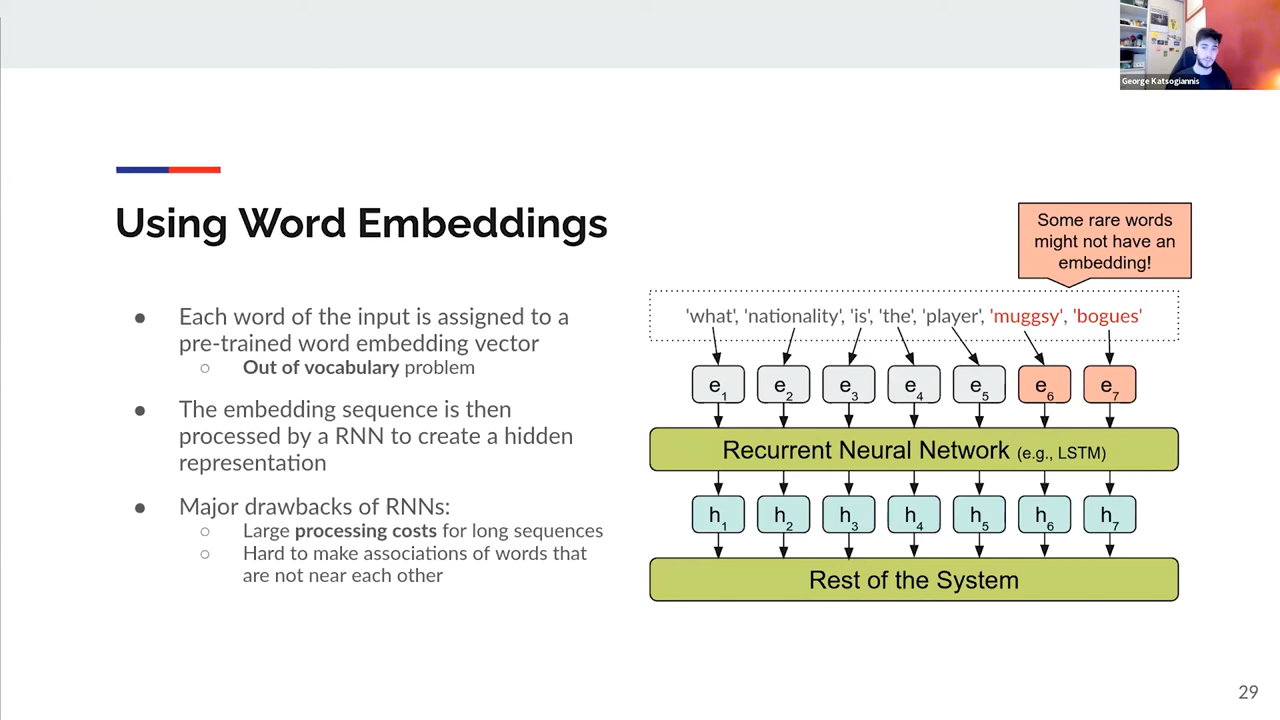 George Katsogiannis
Using Word Embeddings
● Each word of the input is assigned to a
pre-trained word embedding vector
○ Out of vocabulary problem
● The embedding sequence is then
processed by a RNN to create a hidden
representation
● Major drawbacks of RNNs:
○ Large processing costs for long sequences
○ Hard to make associations of words that
are not near each other
Some rare words
might not have an
embedding!
'what', 'nationality', 'is', 'the', 'player', 'muggsy', 'bogues'
e1 e2 e3 e4 e5 e6 e7
Recurrent Neural Network (e.g., LSTM)
h1 h2 h3 h4 h5 h6 h7
Rest of the System
29